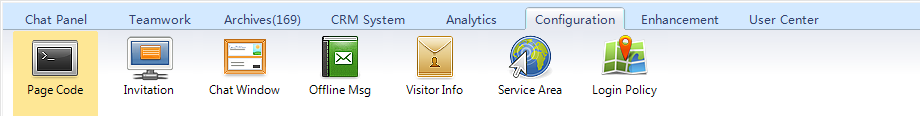 Chat Panel Teamwork Archives(169) CRM System Analytics Configuration Enhancement User Center
Page Code Invitation Chat Window Offline Msg Visitor Info Service Area Login Policy